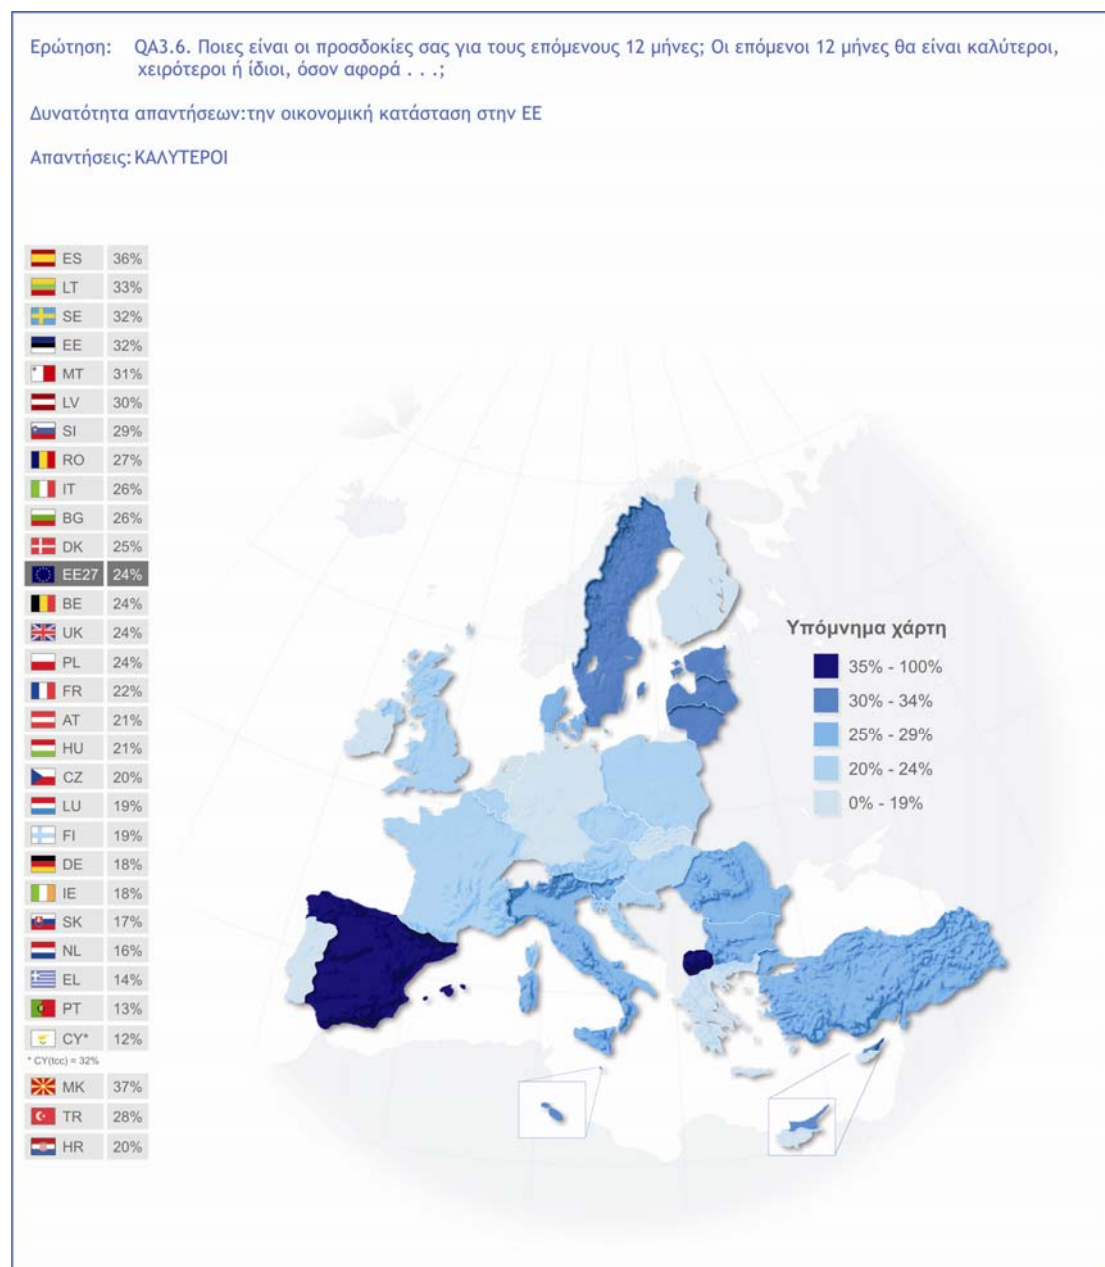 Ερώτηση: QA3.6. Ποιες είναι οι προσδοκίες σας για τους επόμενους 12 μήνες; Οι επόμενοι 12 μήνες θα είναι καλύτεροι,
χειρότεροι ή ίδιοι, όσον αφορά . . .;
Δυνατότητα απαντήσεων:την οικονομική κατάσταση στην ΕΕ
Απαντήσεις: ΚΑΛΥΤΕΡΟΙ
ES 36%
LT 33%
SE 32%
EE 32%
MT 31%
LV 30%
SI 29%
RO 27%
IT 26%
BG 26%
DK 25%
EE27 24%
BE 24%
UK 24%
PL 24%
FR 22%
AT 21%
HU 21%
CZ 20%
LU 19%
FI 19%
DE 18%
IE 18%
SK 17%
NL 16%
EL 14%
PT 13%
CY* 12%
* CY(tcc) = 32%
MK 37%
TR 28%
HR 20%
Υπόμνημα χάρτη
35% - 100%
30% - 34%
25% - 29%
20% - 24%
0% - 19%